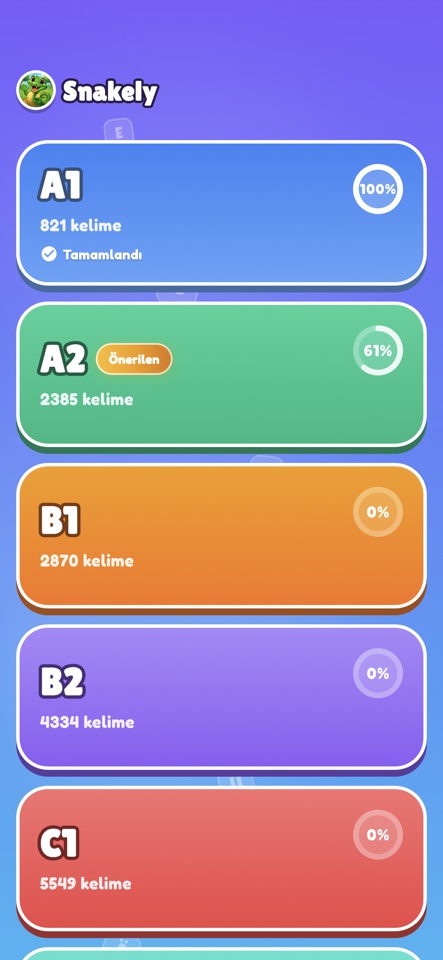 Snakely
E
A1
100%
821 kelime
Tamamlandı
A2
Önerilen
61%
2385 kelime
B1
0%
2870 kelime
B2
0%
4334 kelime
C1
0%
5549 kelime